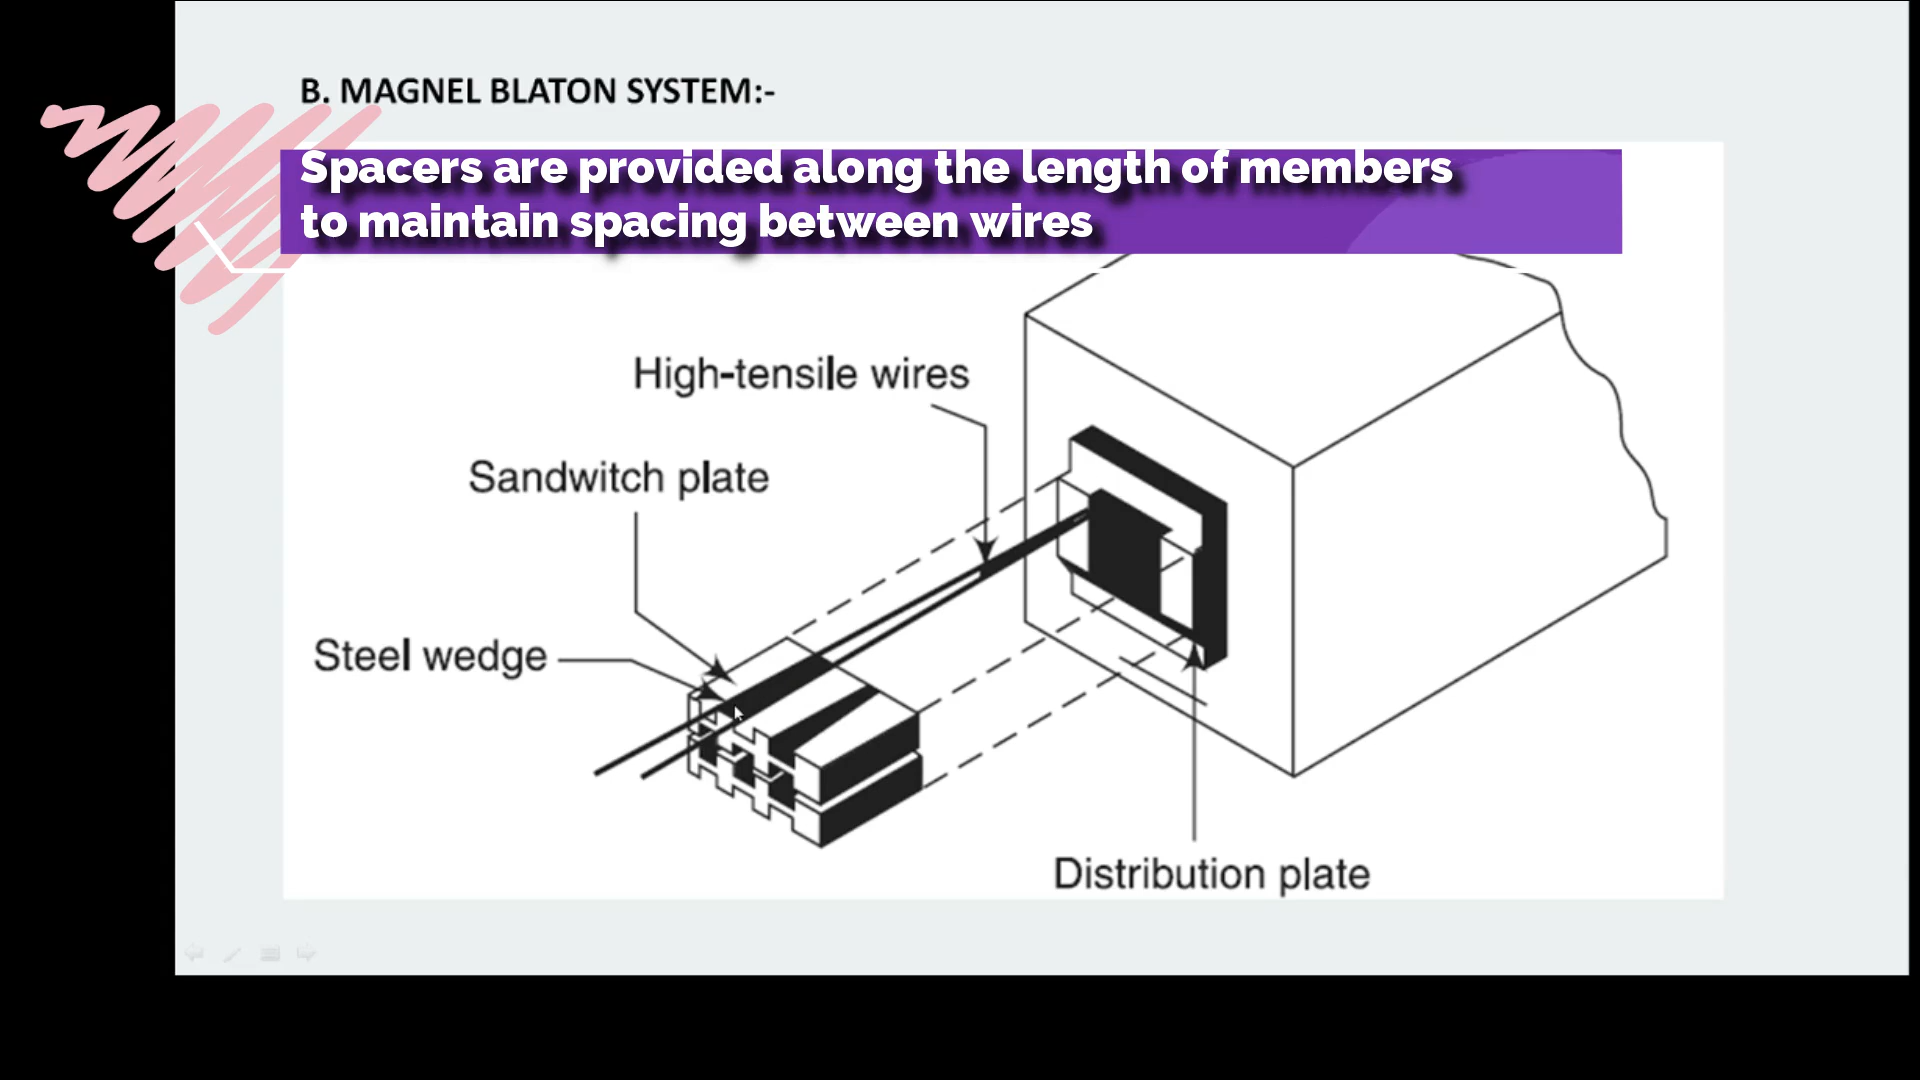 B. MAGNEL BLATON SYSTEM:-
Spacers are provided along the length of members
to maintain spacing between wires
High-tensile wires
Sandwitch plate
Steel wedge
Distribution plate